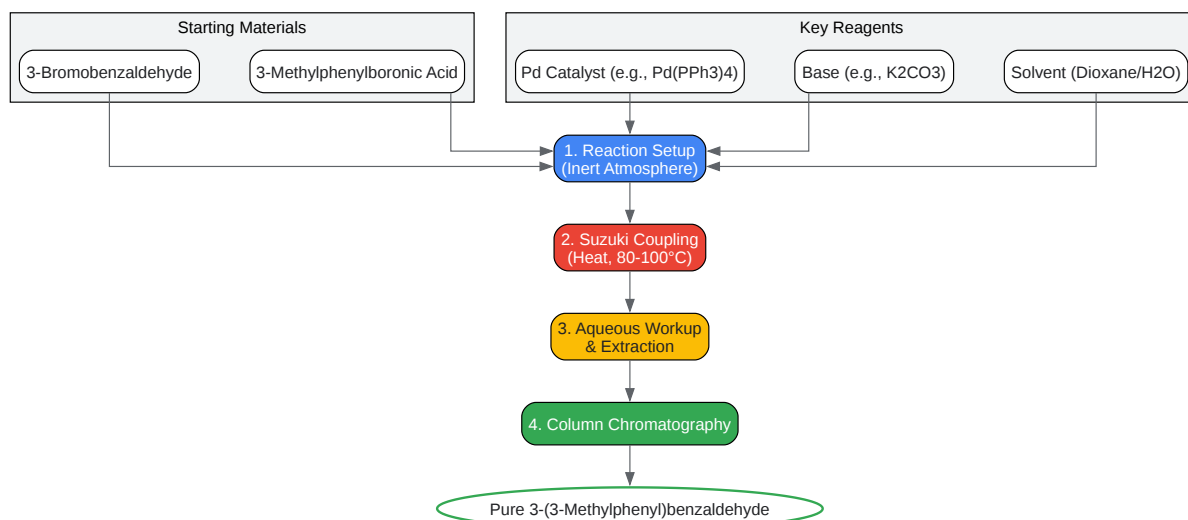 Starting Materials
Key Reagents
3-Bromobenzaldehyde
3-Methylphenylboronic Acid
Pd Catalyst (e.g., Pd(PPh3)4)
Base (e.g., K2CO3)
Solvent (Dioxane/H2O)
1. Reaction Setup
(Inert Atmosphere)
2. Suzuki Coupling
(Heat, 80-100°C)
3. Aqueous Workup
& Extraction
4. Column Chromatography
Pure 3-(3-Methylphenyl)benzaldehyde